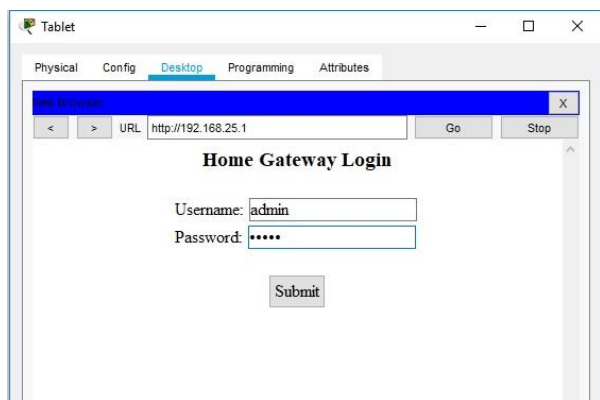 Tablet
Physical Config Desktop Programming Attributes
Web Browser X
< > URL http://192.168.25.1 Go Stop
Home Gateway Login
Username: admin
Password: •••••
Submit